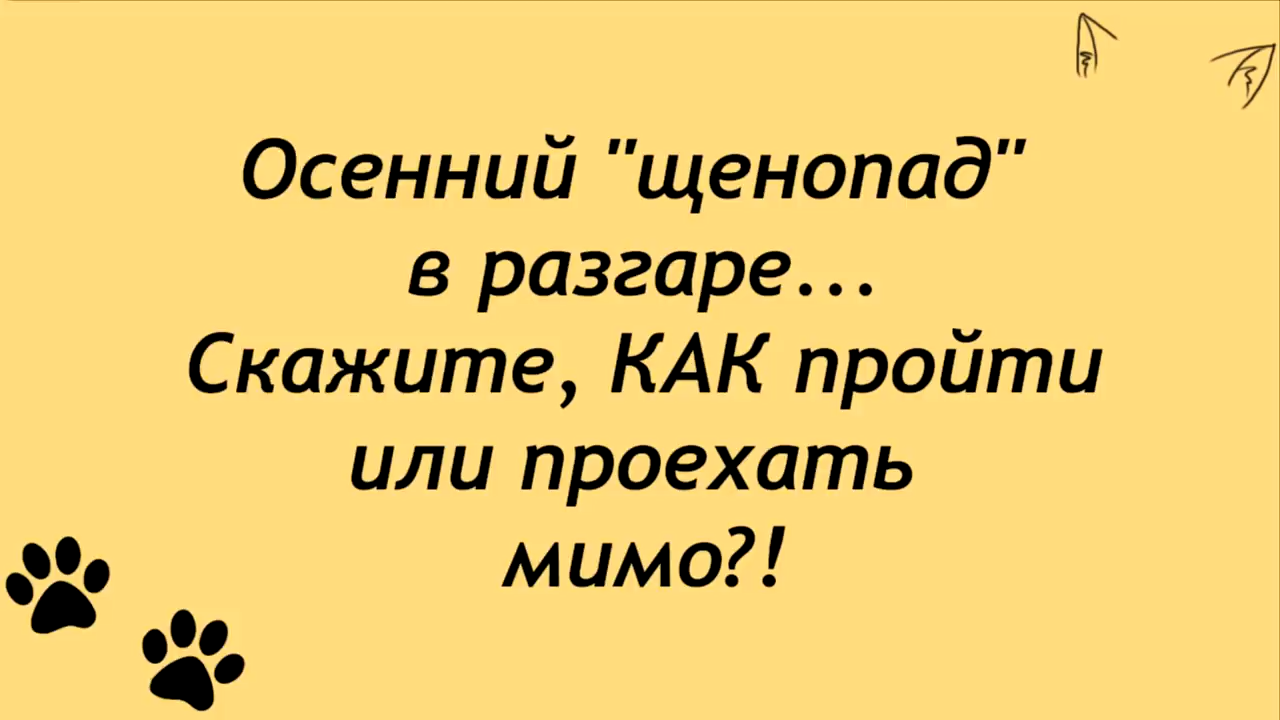 Осенний "щенопад"
в разгаре...
Скажите, КАК пройти
или проехать
мимо?!